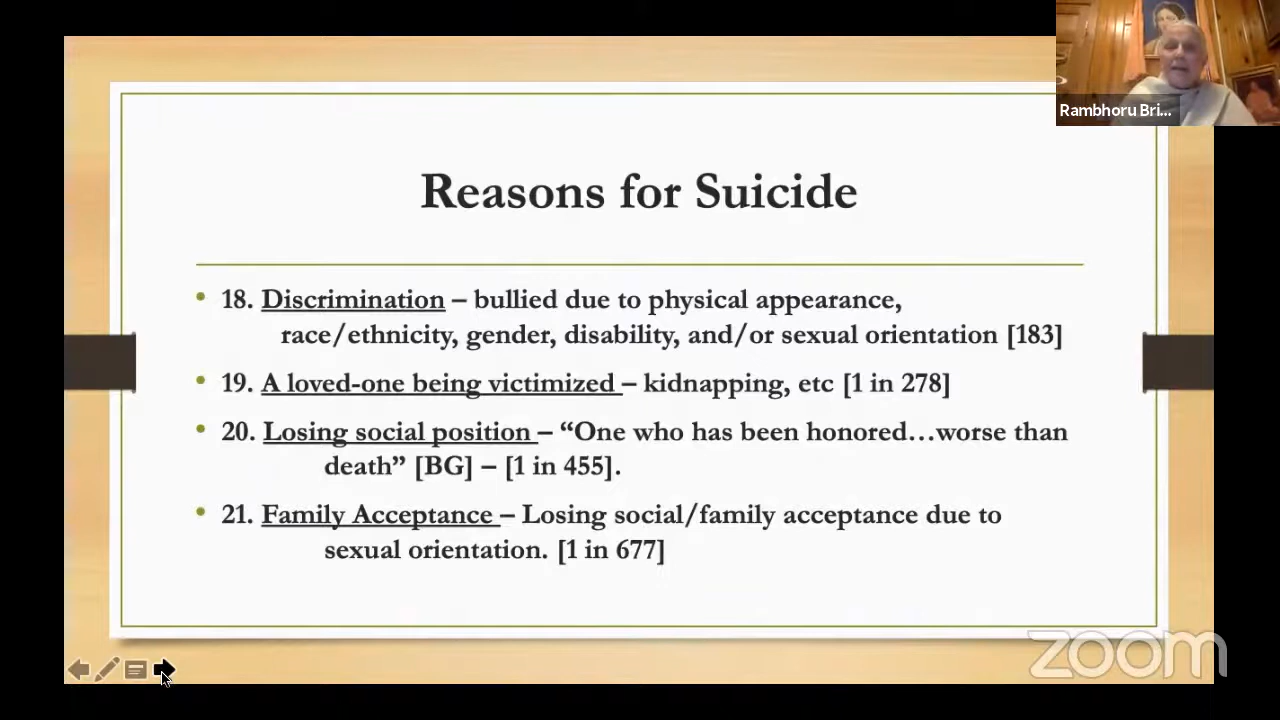 Rambhoru Bri...
Reasons for Suicide
• 18. Discrimination – bullied due to physical appearance,
race/ethnicity, gender, disability, and/or sexual orientation [183]
• 19. A loved-one being victimized – kidnapping, etc [1 in 278]
• 20. Losing social position – “One who has been honored…worse than
death” [BG] – [1 in 455].
• 21. Family Acceptance – Losing social/family acceptance due to
sexual orientation. [1 in 677]
zoom